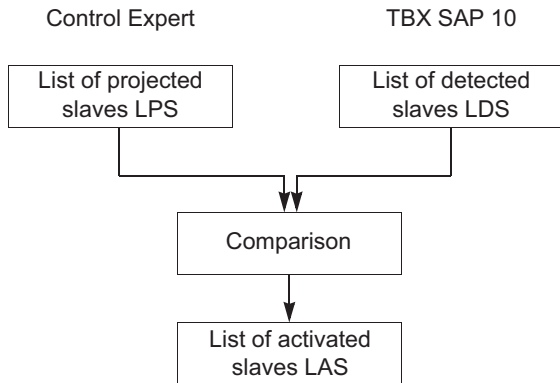 Control Expert
TBX SAP 10
List of projected
slaves LPS
List of detected
slaves LDS
Comparison
List of activated
slaves LAS